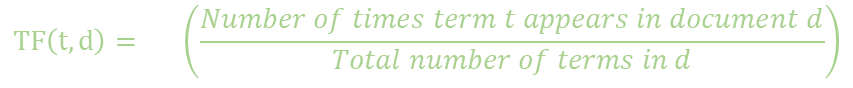 TF(t, d) = (Number of times term t appears in document d / Total number of terms in d)